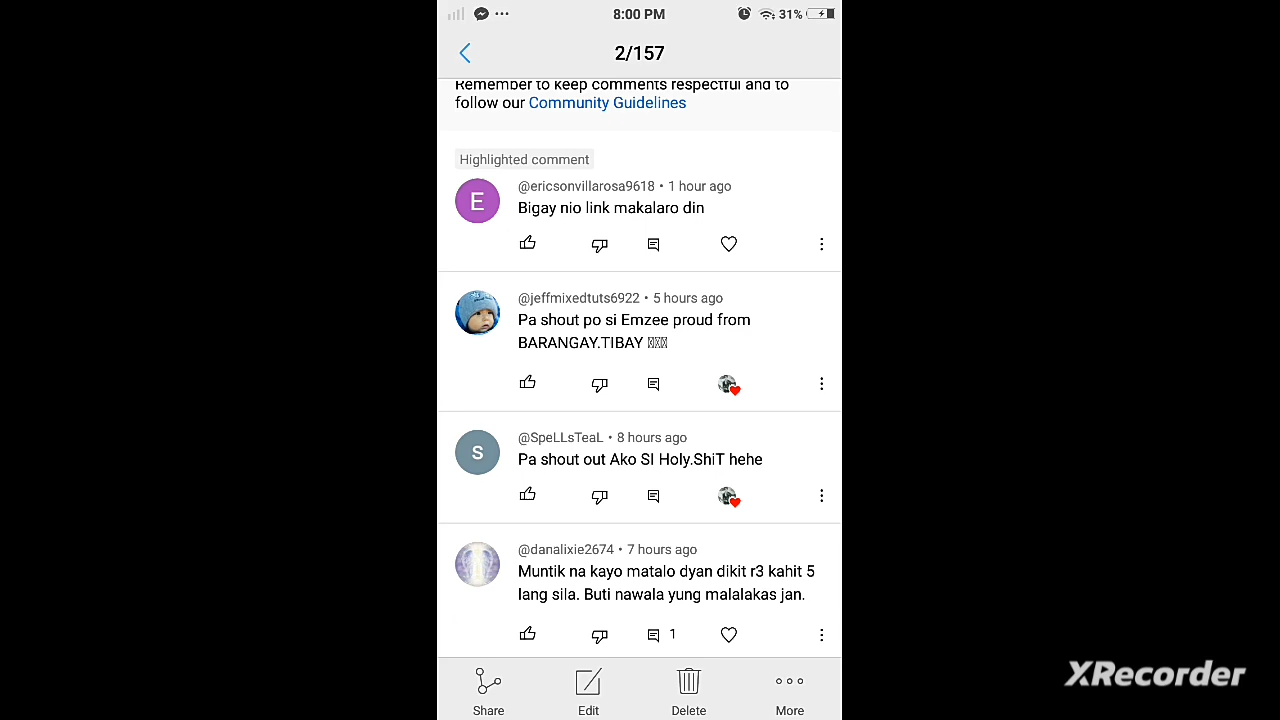 8:00 PM
31%
2/157
Remember to keep comments respectful and to
follow our Community Guidelines
Highlighted comment
E
@ericsonvillarosa9618 • 1 hour ago
Bigay nio link makalaro din
@jeffmixedtuts6922 • 5 hours ago
Pa shout po si Emzee proud from
BARANGAY.TIBAY
S
@SpeLLsTeaL • 8 hours ago
Pa shout out Ako SI Holy.ShiT hehe
@danalixie2674 • 7 hours ago
Muntik na kayo matalo dyan dikit r3 kahit 5
lang sila. Buti nawala yung malalakas jan.
1
Share Edit Delete More
XRecorder